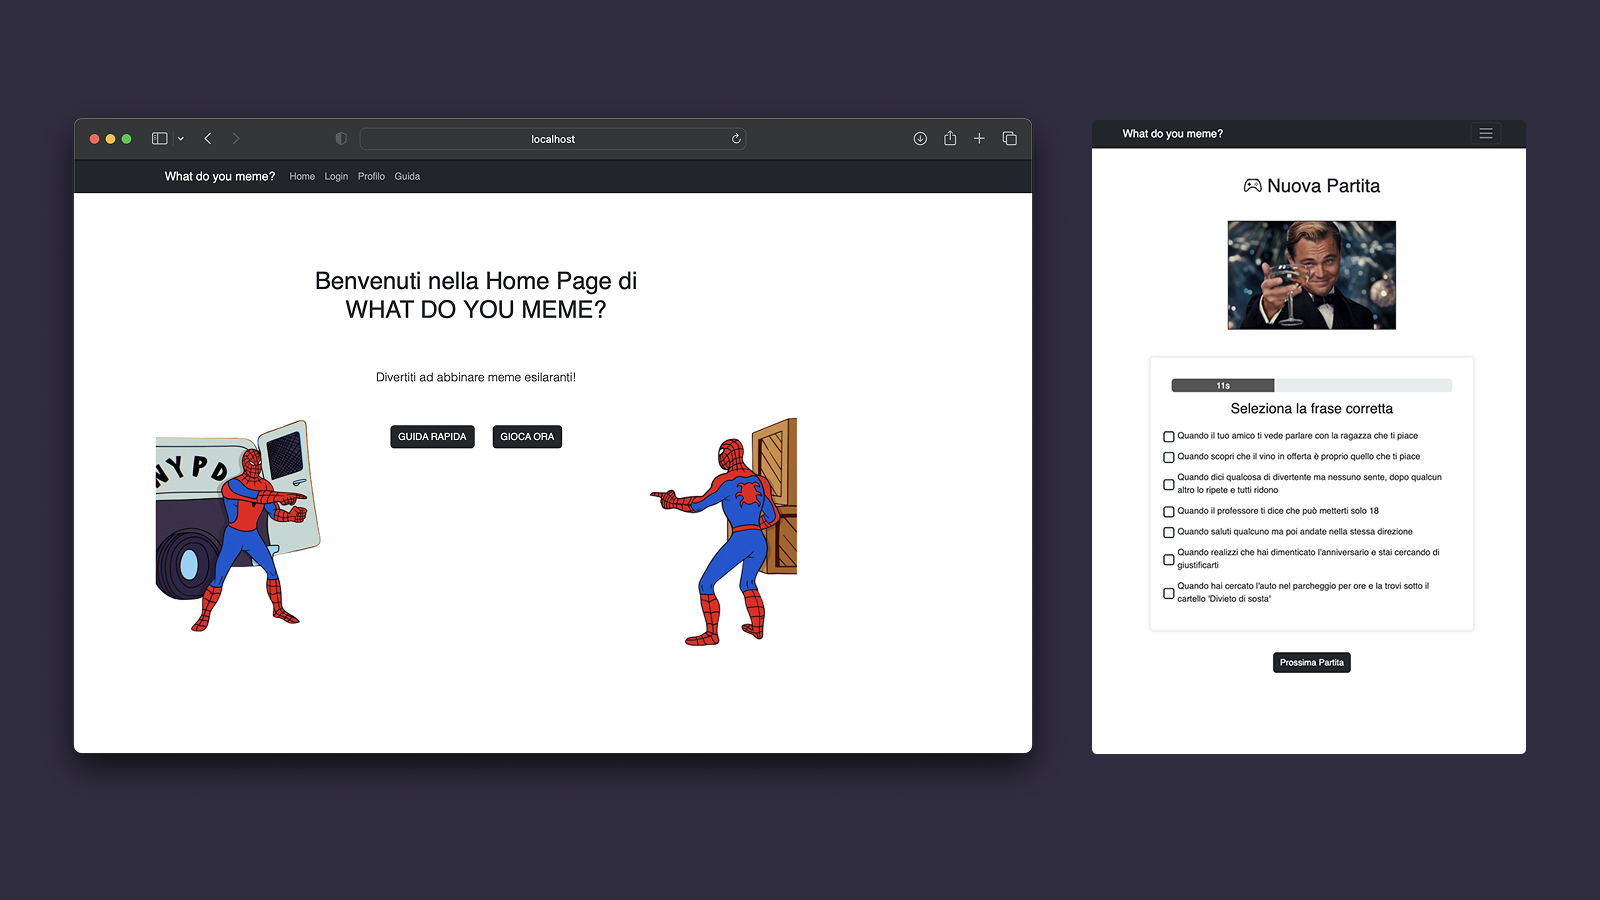 localhost
What do you meme? Home Login Profilo Guida
Benvenuti nella Home Page di
WHAT DO YOU MEME?
Divertiti ad abbinare meme esilaranti!
GUIDA RAPIDA GIOCA ORA
NYPD
What do you meme?
Nuova Partita
11s
Seleziona la frase corretta
Quando il tuo amico ti vede parlare con la ragazza che ti piace
Quando scopri che il vino in offerta è proprio quello che ti piace
Quando dici qualcosa di divertente ma nessuno sente, dopo qualcun
altro lo ripete e tutti ridono
Quando il professore ti dice che può metterti solo 18
Quando saluti qualcuno ma poi andate nella stessa direzione
Quando realizzi che hai dimenticato l'anniversario e stai cercando di
giustificarti
Quando hai cercato l'auto nel parcheggio per ore e la trovi sotto il
cartello 'Divieto di sosta'
Prossima Partita